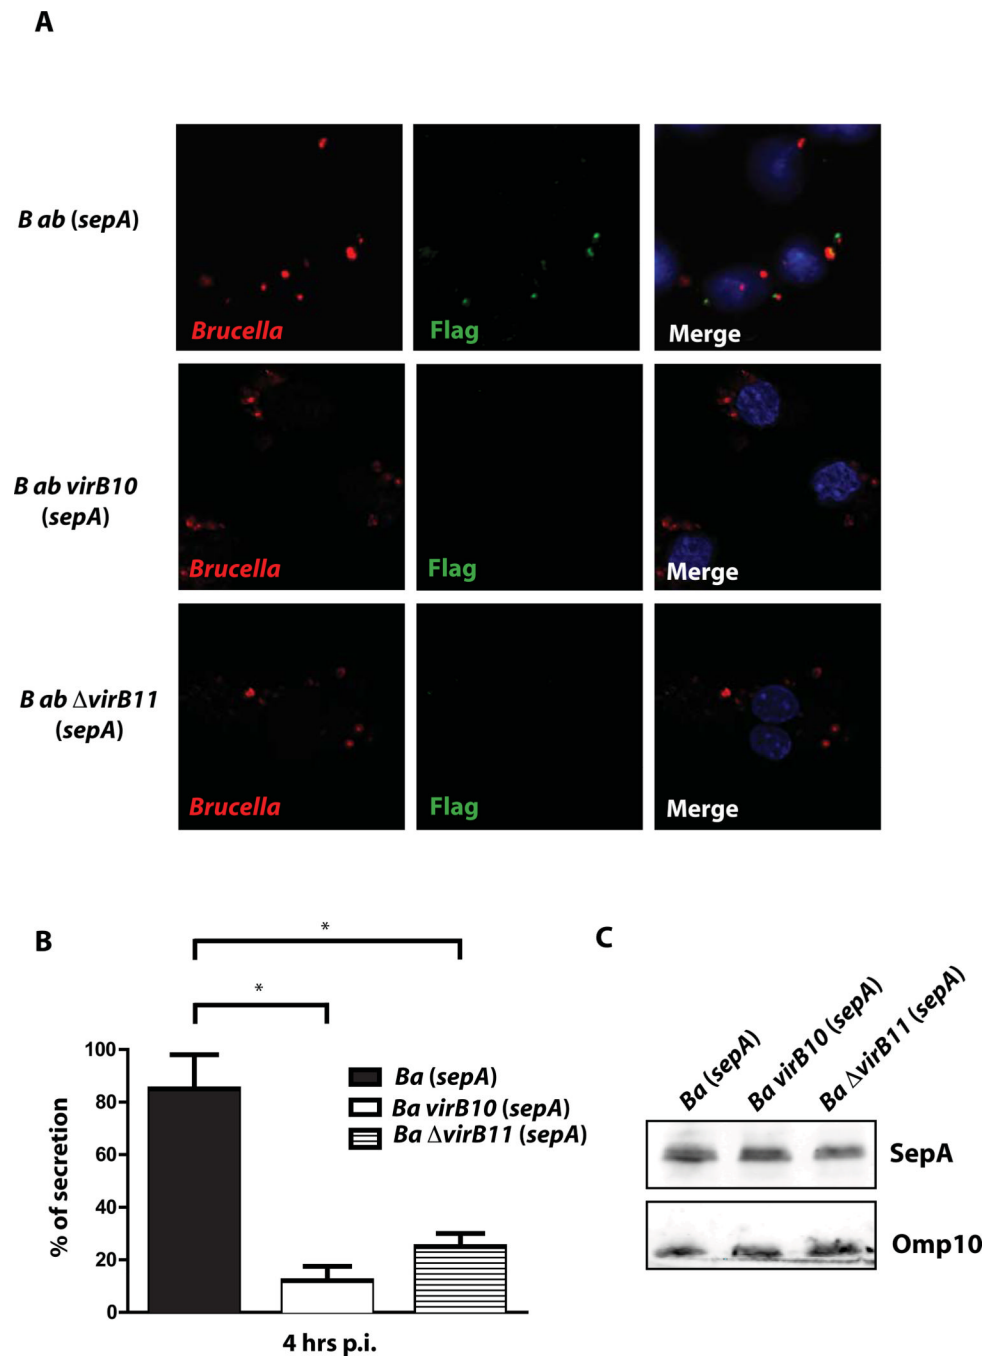 A
B ab (sepA)
Brucella
Flag
Merge
B ab virB10
(sepA)
Brucella
Flag
Merge
B ab ΔvirB11
(sepA)
Brucella
Flag
Merge
B
*
*
% of secretion
100
80
60
40
20
0
Ba (sepA)
Ba virB10 (sepA)
Ba ΔvirB11 (sepA)
4 hrs p.i.
C
Ba (sepA)
Ba virB10 (sepA)
Ba ΔvirB11 (sepA)
SepA
Omp10